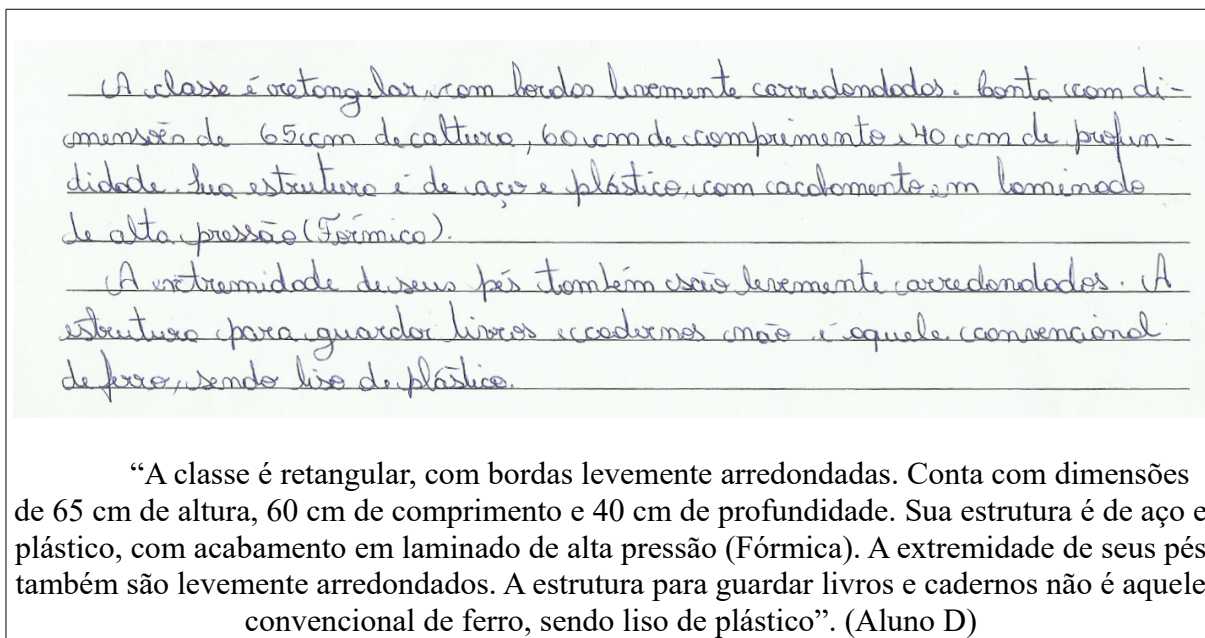 A classe é retangular, com bordas levemente arredondados. Conta com di-
mensões de 65 cm de altura, 60 cm de comprimento e 40 cm de profun-
didade. Sua estrutura é de aço e plástico, com acabamento em laminado
de alta pressão (Fórmica).
A extremidade de seus pés também são levemente arredondados. A
estrutura para guardar livros e cadernos não é aquele convencional
de ferro, sendo liso de plástico.
“A classe é retangular, com bordas levemente arredondadas. Conta com dimensões
de 65 cm de altura, 60 cm de comprimento e 40 cm de profundidade. Sua estrutura é de aço e
plástico, com acabamento em laminado de alta pressão (Fórmica). A extremidade de seus pés
também são levemente arredondados. A estrutura para guardar livros e cadernos não é aquele
convencional de ferro, sendo liso de plástico”. (Aluno D)